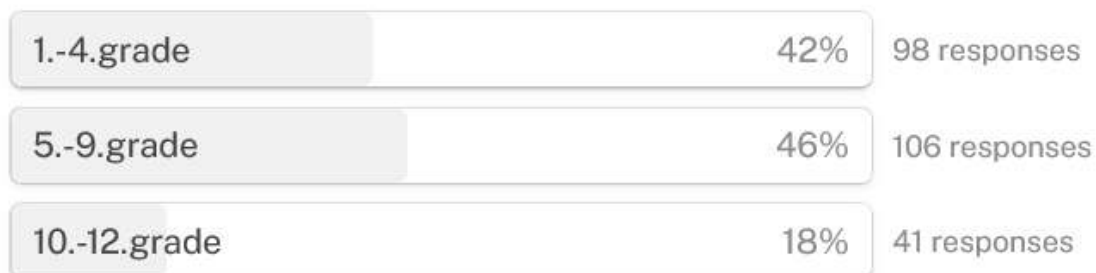 1.-4.grade 42% 98 responses
5.-9.grade 46% 106 responses
10.-12.grade 18% 41 responses